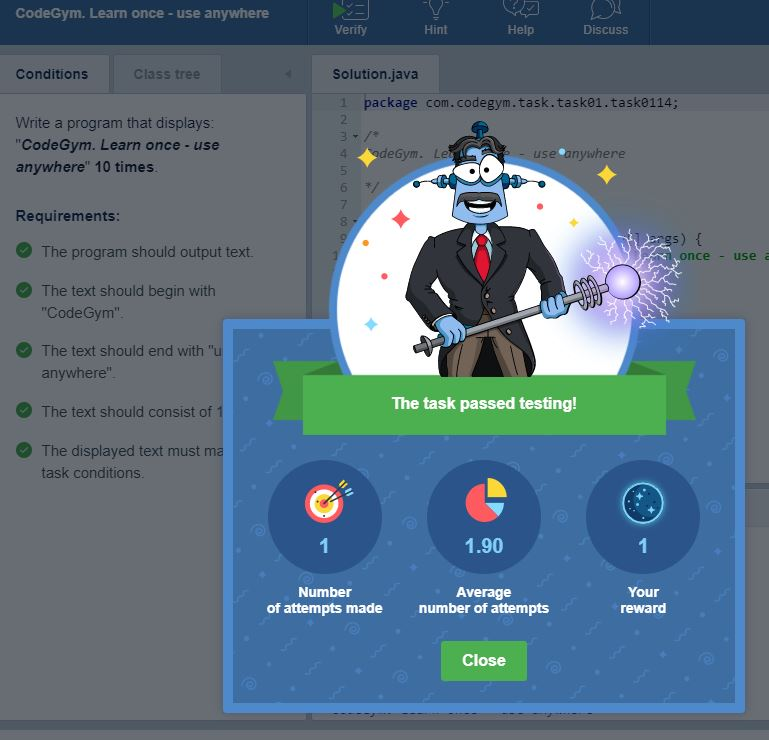 CodeGym. Learn once - use anywhere
Verify
Hint
Help
Discuss
Conditions
Class tree
Solution.java
Write a program that displays:
"CodeGym. Learn once - use
anywhere" 10 times.
Requirements:
The program should output text.
The text should begin with
"CodeGym".
The text should end with "u
anywhere".
The text should consist of 1
The displayed text must ma
task conditions.
1 package com.codegym.task.task01.task0114;
2
3 /*
4 CodeGym. Le e - use anywhere
5
6 */
7
8
9 args) {
1 once - use a
The task passed testing!
1
Number
of attempts made
1.90
Average
number of attempts
1
Your
reward
Close